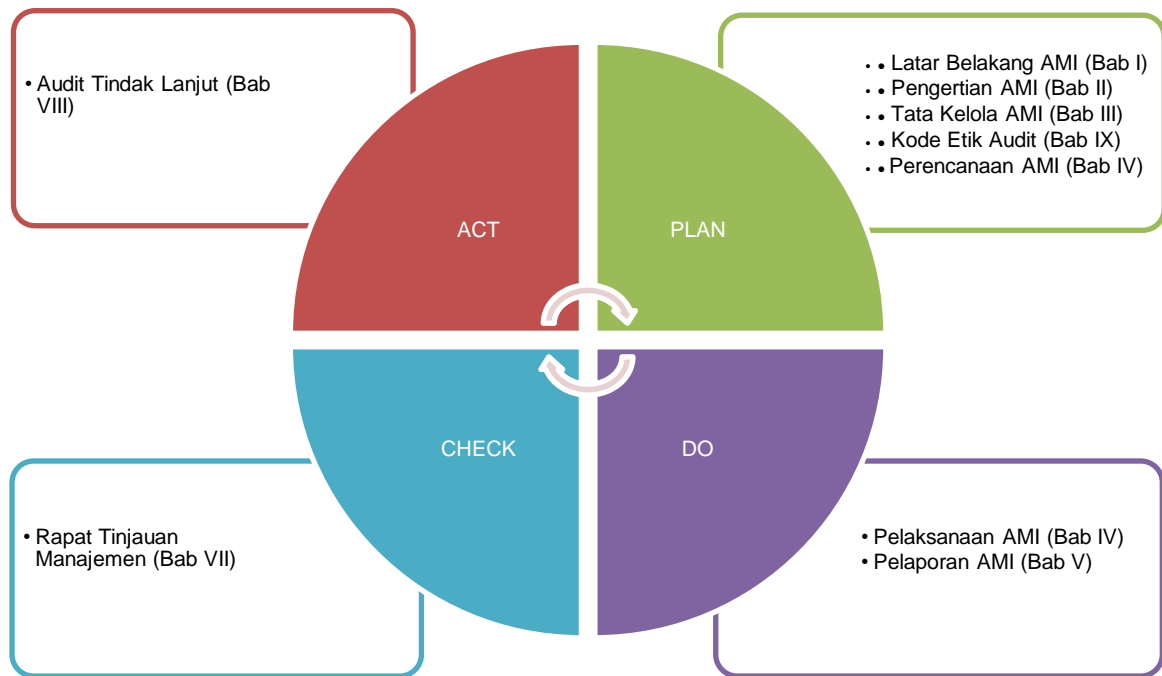 • Audit Tindak Lanjut (Bab
VIII)
• • Latar Belakang AMI (Bab I)
• • Pengertian AMI (Bab II)
• • Tata Kelola AMI (Bab III)
• • Kode Etik Audit (Bab IX)
• • Perencanaan AMI (Bab IV)
ACT
PLAN
CHECK
DO
• Rapat Tinjauan
Manajemen (Bab VII)
• Pelaksanaan AMI (Bab IV)
• Pelaporan AMI (Bab V)